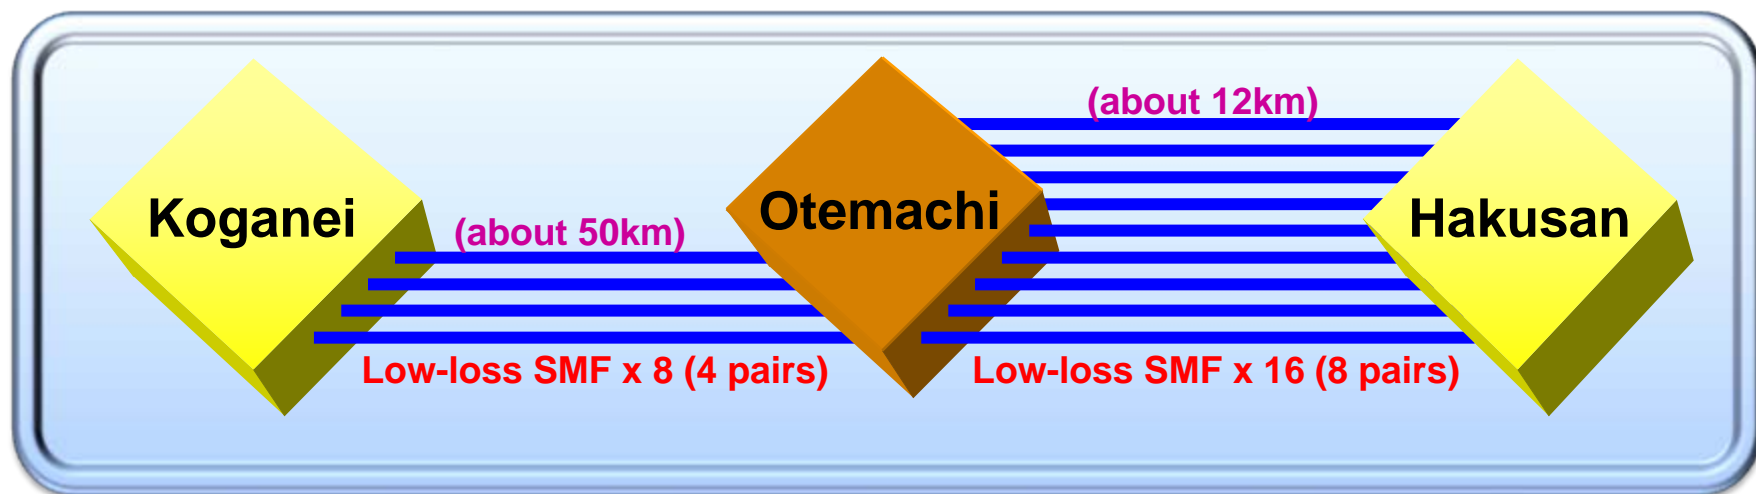 Koganei
(about 50km)
Low-loss SMF x 8 (4 pairs)
Otemachi
(about 12km)
Low-loss SMF x 16 (8 pairs)
Hakusan